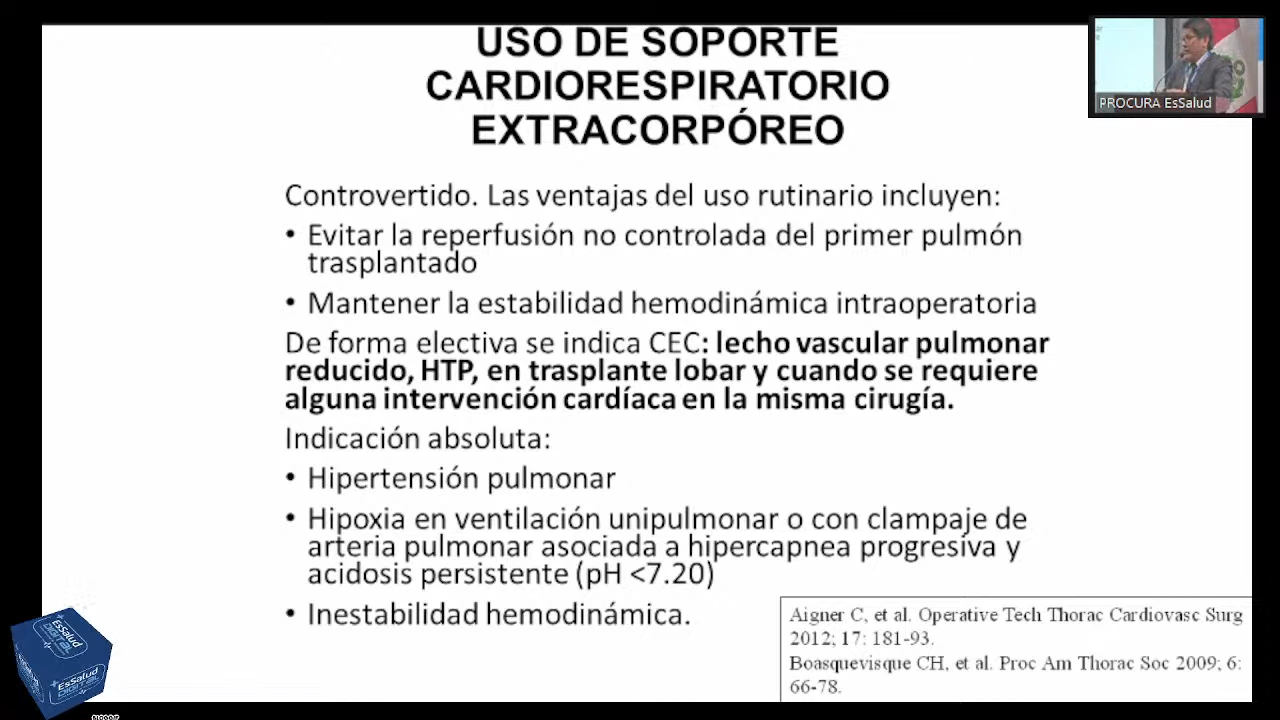 USO DE SOPORTE
CARDIORESPIRATORIO
EXTRACORPÓREO
PROCURA EsSalud
Controvertido. Las ventajas del uso rutinario incluyen:
• Evitar la reperfusión no controlada del primer pulmón
trasplantado
• Mantener la estabilidad hemodinámica intraoperatoria
De forma electiva se indica CEC: lecho vascular pulmonar
reducido, HTP, en trasplante lobar y cuando se requiere
alguna intervención cardíaca en la misma cirugía.
Indicación absoluta:
• Hipertensión pulmonar
• Hipoxia en ventilación unipulmonar o con clampaje de
arteria pulmonar asociada a hipercapnea progresiva y
acidosis persistente (pH <7.20)
• Inestabilidad hemodinámica.
Aigner C, et al. Operative Tech Thorac Cardiovasc Surg
2012; 17: 181-93.
Boasquevisque CH, et al. Proc Am Thorac Soc 2009; 6:
66-78.
EsSalud
DIGITAL
EsSalud
DIGITAL